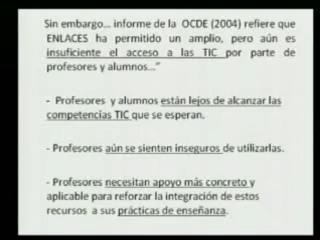 Sin embargo... informe de la OCDE (2004) refiere que
ENLACES ha permitido un amplio, pero aún es
insuficiente el acceso a las TIC por parte de
profesores y alumnos..."
- Profesores y alumnos están lejos de alcanzar las
competencias TIC que se esperan.
- Profesores aún se sienten inseguros de utilizarlas.
- Profesores necesitan apoyo más concreto y
aplicable para reforzar la integración de estos
recursos a sus prácticas de enseñanza.